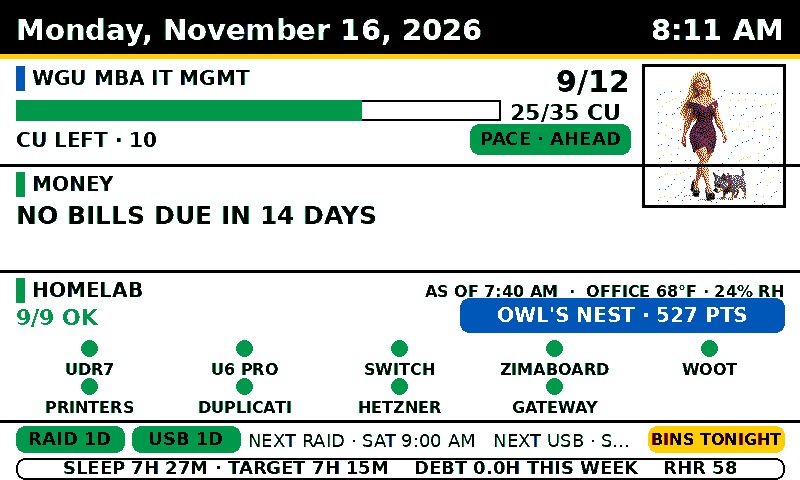 Monday, November 16, 2026 8:11 AM
WGU MBA IT MGMT 9/12
25/35 CU
CU LEFT · 10 PACE · AHEAD
MONEY
NO BILLS DUE IN 14 DAYS
HOMELAB AS OF 7:40 AM · OFFICE 68°F · 24% RH
9/9 OK OWL'S NEST · 527 PTS
UDR7 U6 PRO SWITCH ZIMABOARD WOOT
PRINTERS DUPLICATI HETZNER GATEWAY
RAID 1D USB 1D NEXT RAID · SAT 9:00 AM NEXT USB · S... BINS TONIGHT
SLEEP 7H 27M · TARGET 7H 15M DEBT 0.0H THIS WEEK RHR 58